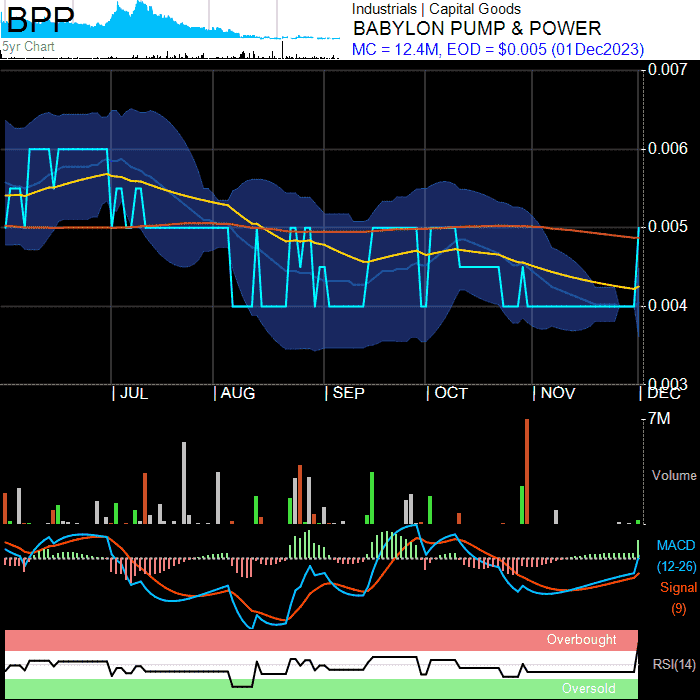 BPP
5yr Chart
Industrials | Capital Goods
BABYLON PUMP & POWER
MC = 12.4M, EOD = $0.005 (01Dec2023)
0.007
0.006
0.005
0.004
0.003
| JUL | AUG | SEP | OCT | NOV | DEC
7M
Volume
MACD
(12-26)
Signal
(9)
Overbought
RSI(14)
Oversold